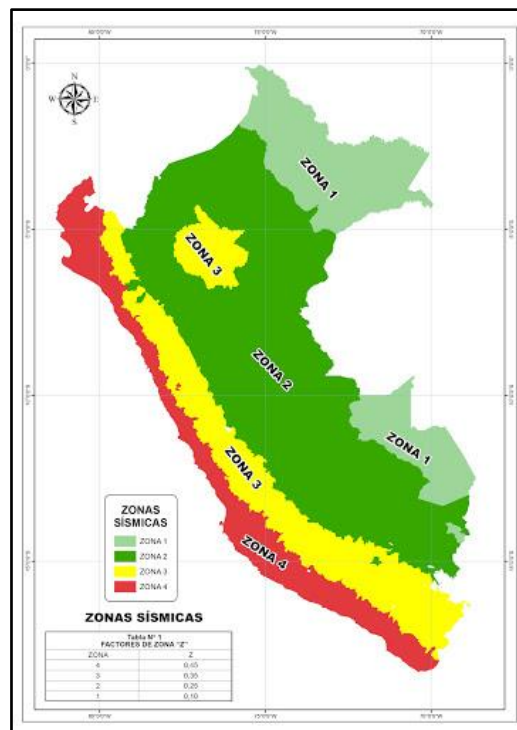 N
W E
S
ZONA 1
ZONA 3
ZONA 2
ZONA 1
ZONA 3
ZONA 4
ZONAS
SÍSMICAS
ZONA 1
ZONA 2
ZONA 3
ZONA 4
ZONAS SÍSMICAS
Tabla N° 1
FACTORES DE ZONA "Z"
ZONA Z
4 0,45
3 0,35
2 0,25
1 0,10